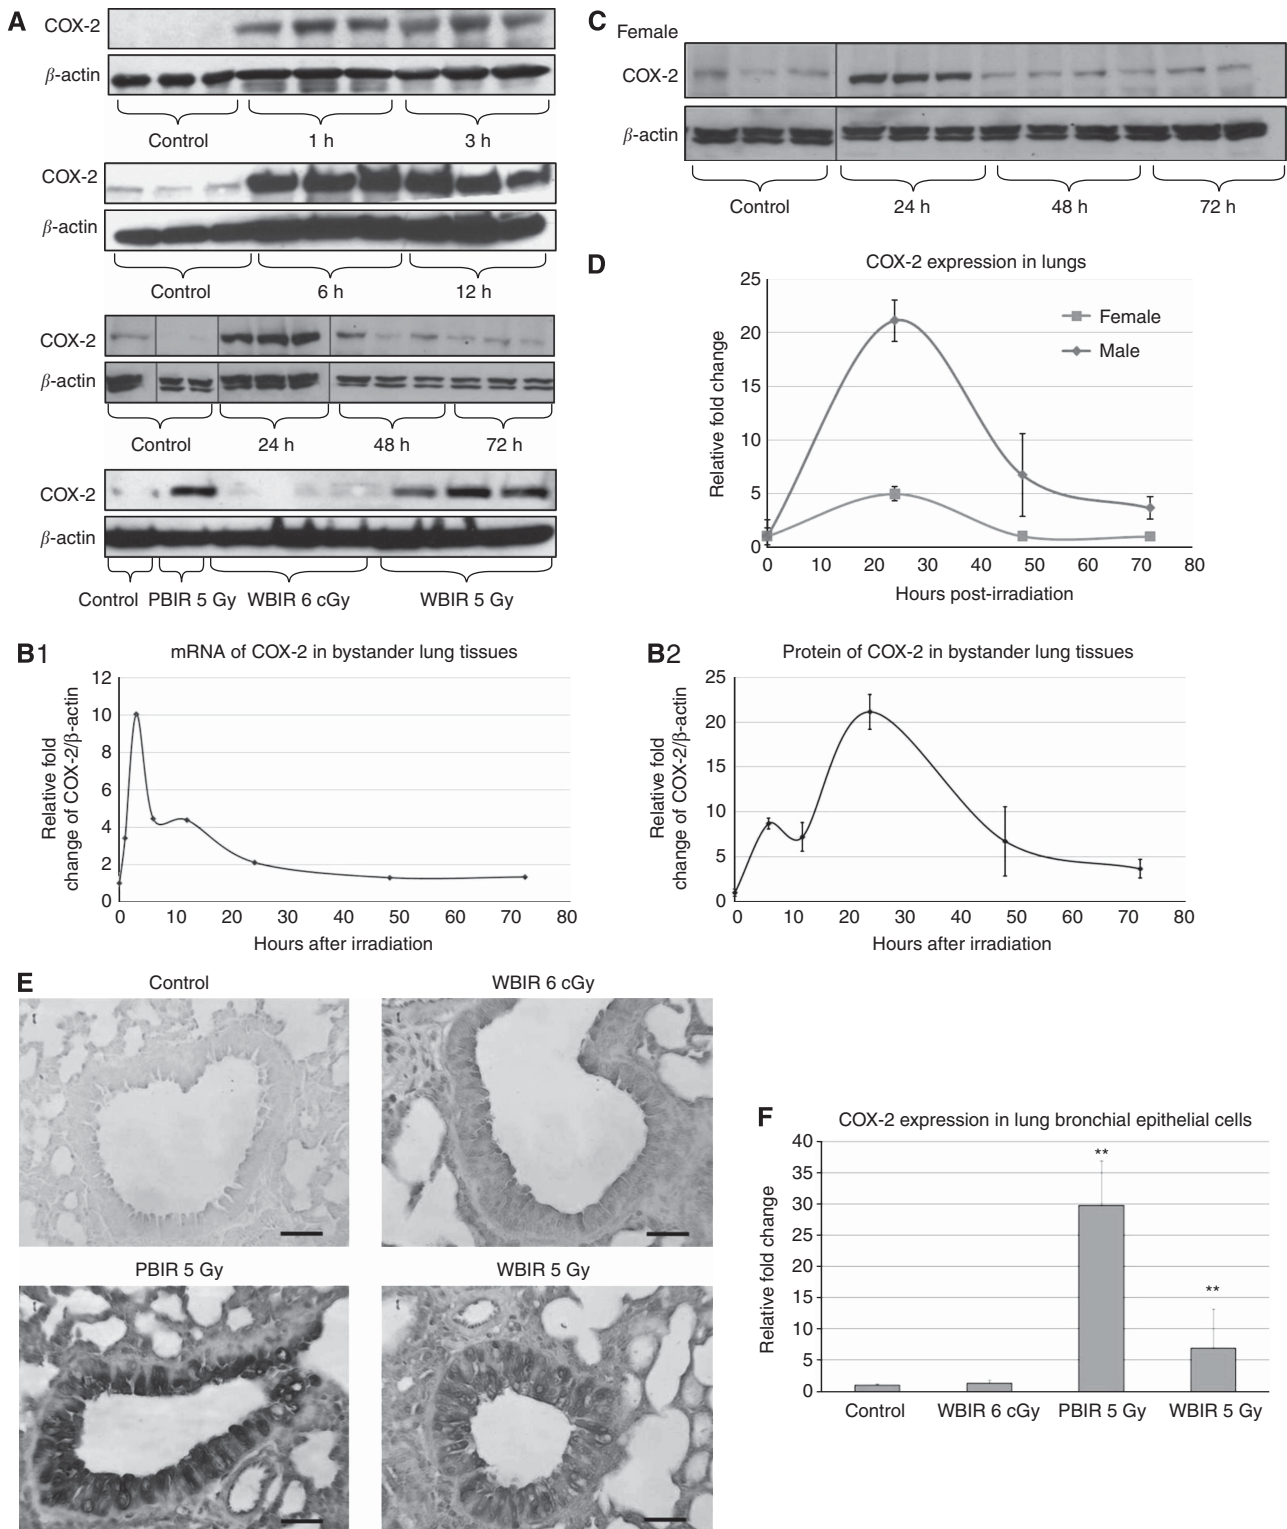 A
COX-2
β-actin
Control 1 h 3 h
COX-2
β-actin
Control 6 h 12 h
COX-2
β-actin
Control 24 h 48 h 72 h
COX-2
β-actin
Control PBIR 5 Gy WBIR 6 cGy WBIR 5 Gy
C
Female
COX-2
β-actin
Control 24 h 48 h 72 h
D
COX-2 expression in lungs
Relative fold change
25
20
15
10
5
0
Female
Male
0 10 20 30 40 50 60 70 80
Hours post-irradiation
B1
mRNA of COX-2 in bystander lung tissues
Relative fold
change of COX-2/β-actin
12
10
8
6
4
2
0
0 10 20 30 40 50 60 70 80
Hours after irradiation
B2
Protein of COX-2 in bystander lung tissues
Relative fold
change of COX-2/β-actin
25
20
15
10
5
0
0 10 20 30 40 50 60 70 80
Hours after irradiation
E
Control WBIR 6 cGy
PBIR 5 Gy WBIR 5 Gy
F
COX-2 expression in lung bronchial epithelial cells
Relative fold change
40
35
30
25
20
15
10
5
0
**
**
Control WBIR 6 cGy PBIR 5 Gy WBIR 5 Gy